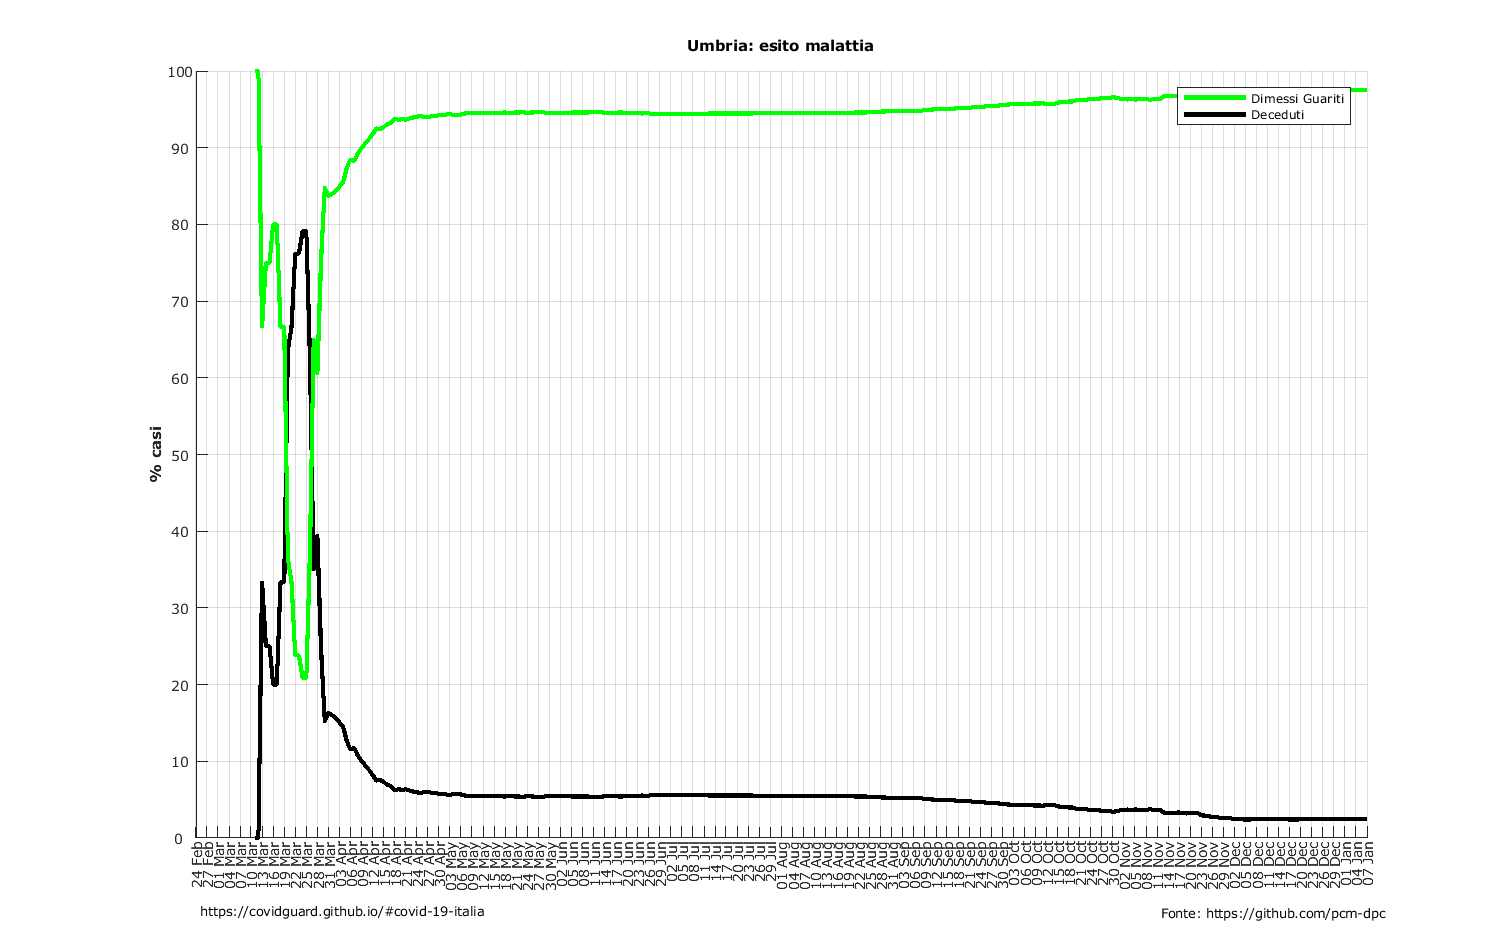 Umbria: esito malattia
100
90
80
70
60
50
40
30
20
10
0
% casi
Dimessi Guariti
Deceduti
24 Feb
27 Feb
01 Mar
04 Mar
07 Mar
10 Mar
13 Mar
16 Mar
19 Mar
22 Mar
25 Mar
28 Mar
31 Mar
03 Apr
06 Apr
09 Apr
12 Apr
15 Apr
18 Apr
21 Apr
24 Apr
27 Apr
30 Apr
03 May
06 May
09 May
12 May
15 May
18 May
21 May
24 May
27 May
30 May
02 Jun
05 Jun
08 Jun
11 Jun
14 Jun
17 Jun
20 Jun
23 Jun
26 Jun
29 Jun
02 Jul
05 Jul
08 Jul
11 Jul
14 Jul
17 Jul
20 Jul
23 Jul
26 Jul
29 Jul
01 Aug
04 Aug
07 Aug
10 Aug
13 Aug
16 Aug
19 Aug
22 Aug
25 Aug
28 Aug
31 Aug
03 Sep
06 Sep
09 Sep
12 Sep
15 Sep
18 Sep
21 Sep
24 Sep
27 Sep
30 Sep
03 Oct
06 Oct
09 Oct
12 Oct
15 Oct
18 Oct
21 Oct
24 Oct
27 Oct
30 Oct
02 Nov
05 Nov
08 Nov
11 Nov
14 Nov
17 Nov
20 Nov
23 Nov
26 Nov
29 Nov
02 Dec
05 Dec
08 Dec
11 Dec
14 Dec
17 Dec
20 Dec
23 Dec
26 Dec
29 Dec
01 Jan
04 Jan
07 Jan
https://covidguard.github.io/#covid-19-italia
Fonte: https://github.com/pcm-dpc